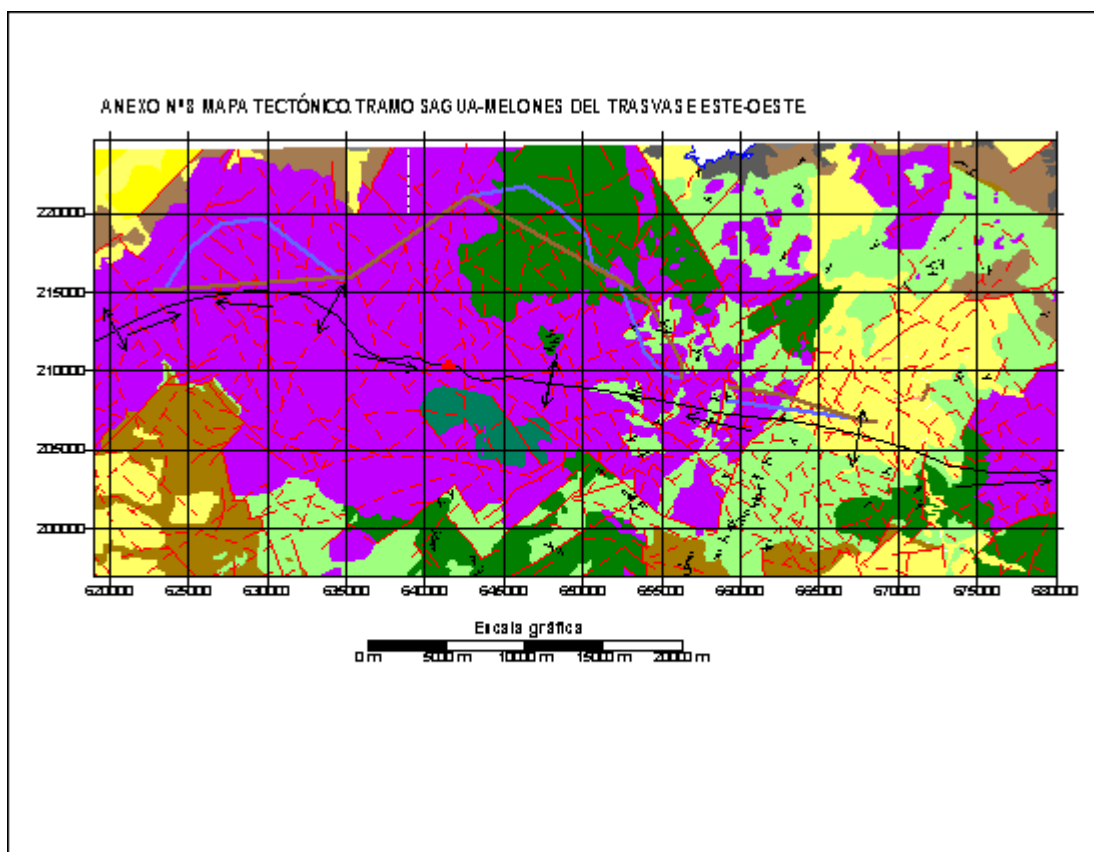 ANEXO Nº8 MAPA TECTÓNICO. TRAMO SAGUA-MELONES DEL TRASVASE ESTE-OESTE.
220000
215000
210000
205000
200000
620000 625000 630000 635000 640000 645000 650000 655000 660000 665000 670000 675000 680000
Escala gráfica
0 m 5000 m 10000 m 15000 m 20000 m